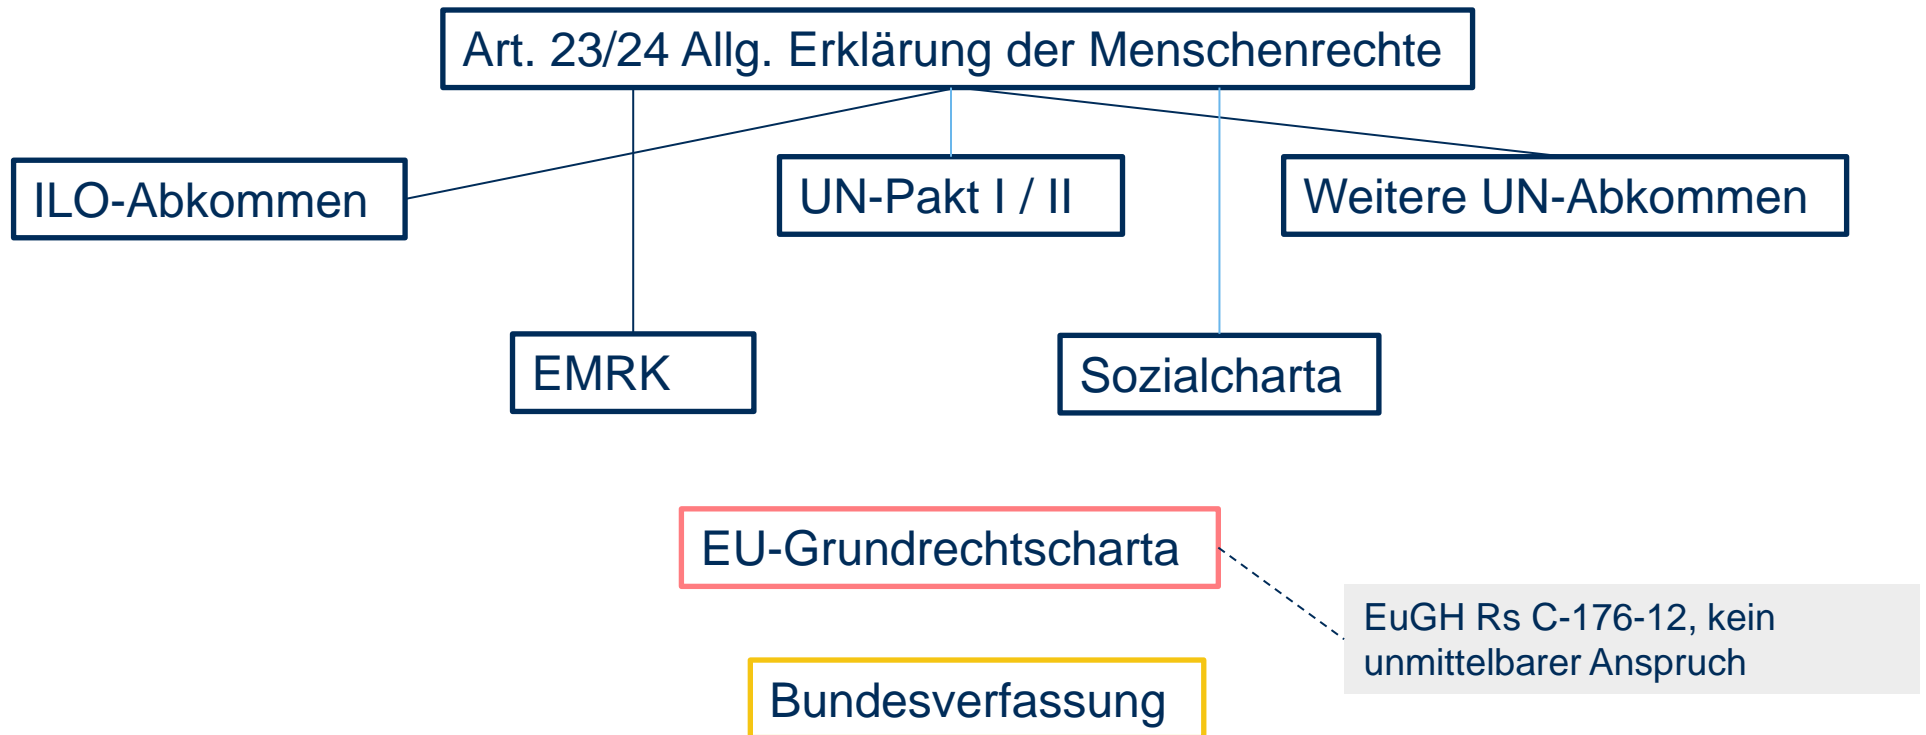 Art. 23/24 Allg. Erklärung der Menschenrechte
ILO-Abkommen
UN-Pakt I / II
Weitere UN-Abkommen
EMRK
Sozialcharta
EU-Grundrechtscharta
EuGH Rs C-176-12, kein
unmittelbarer Anspruch
Bundesverfassung